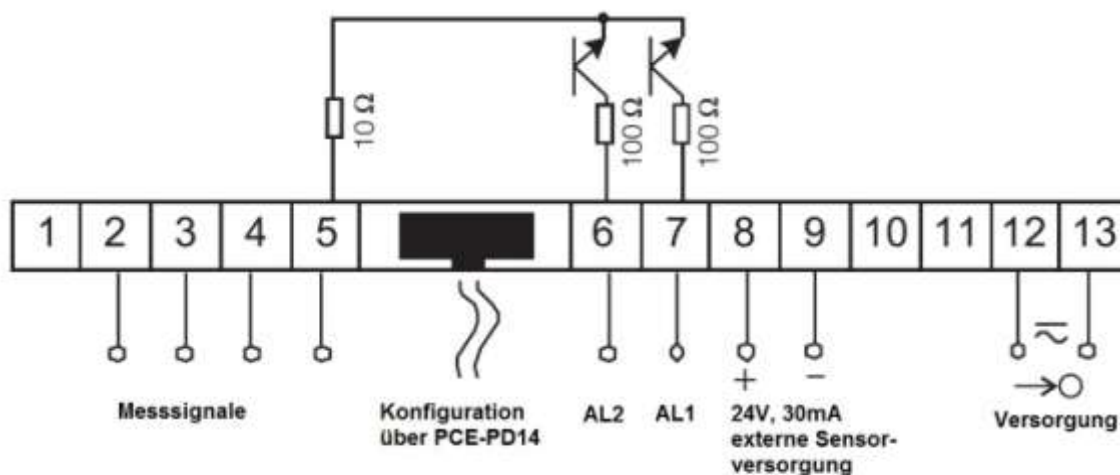 10 Ω
100 Ω
100 Ω
1 2 3 4 5 6 7 8 9 10 11 12 13
+ −
Messsignale
Konfiguration
über PCE-PD14
AL2
AL1
24V, 30mA
externe Sensor-
versorgung
Versorgung